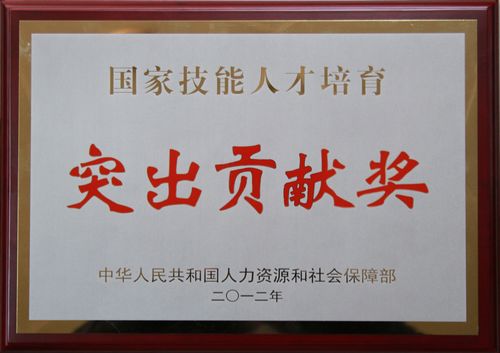 国家技能人才培育
突出贡献奖
中华人民共和国人力资源和社会保障部
二〇一二年